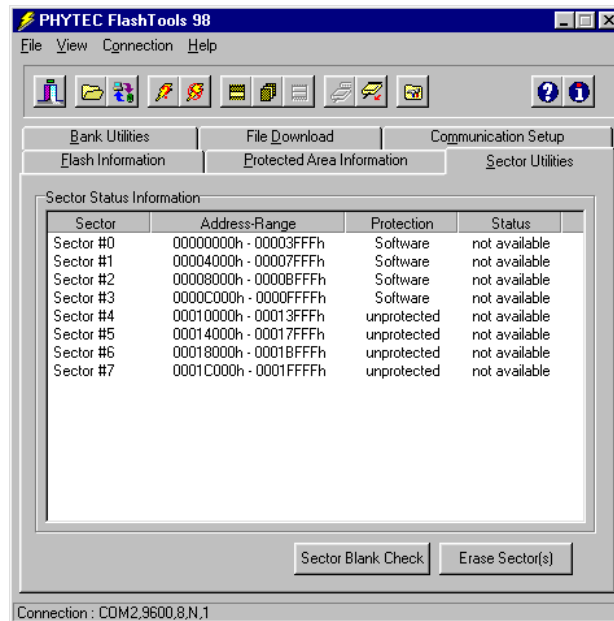 PHYTEC FlashTools 98
File View Connection Help
Bank Utilities File Download Communication Setup
Flash Information Protected Area Information Sector Utilities
Sector Status Information
Sector Address-Range Protection Status
Sector #0 00000000h - 00003FFFh Software not available
Sector #1 00004000h - 00007FFFh Software not available
Sector #2 00008000h - 0000BFFFh Software not available
Sector #3 0000C000h - 0000FFFFh Software not available
Sector #4 00010000h - 00013FFFh unprotected not available
Sector #5 00014000h - 00017FFFh unprotected not available
Sector #6 00018000h - 0001BFFFh unprotected not available
Sector #7 0001C000h - 0001FFFFh unprotected not available
Sector Blank Check Erase Sector(s)
Connection : COM2,9600,8,N,1